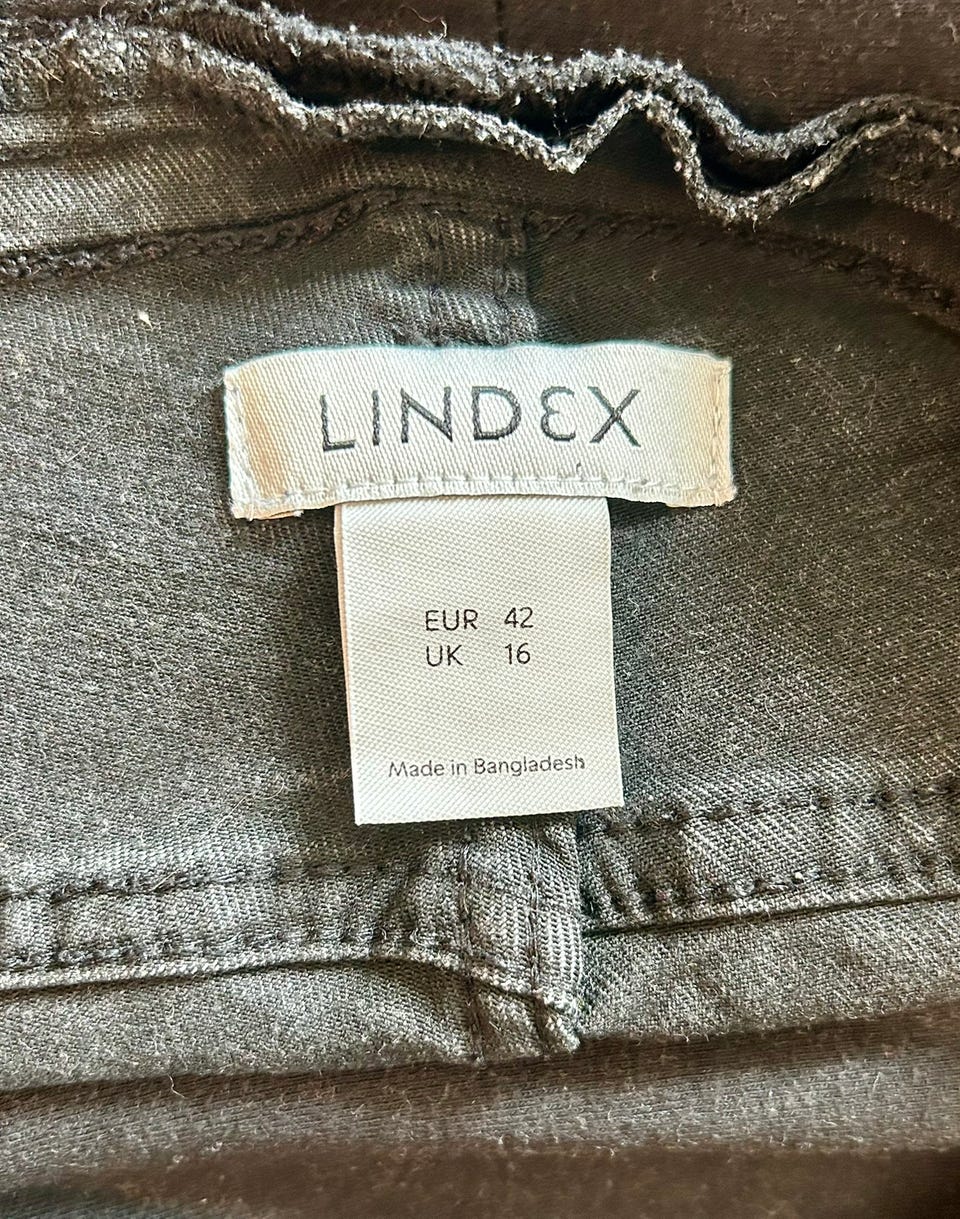 LINDEX
EUR 42
UK 16
Made in Bangladesh